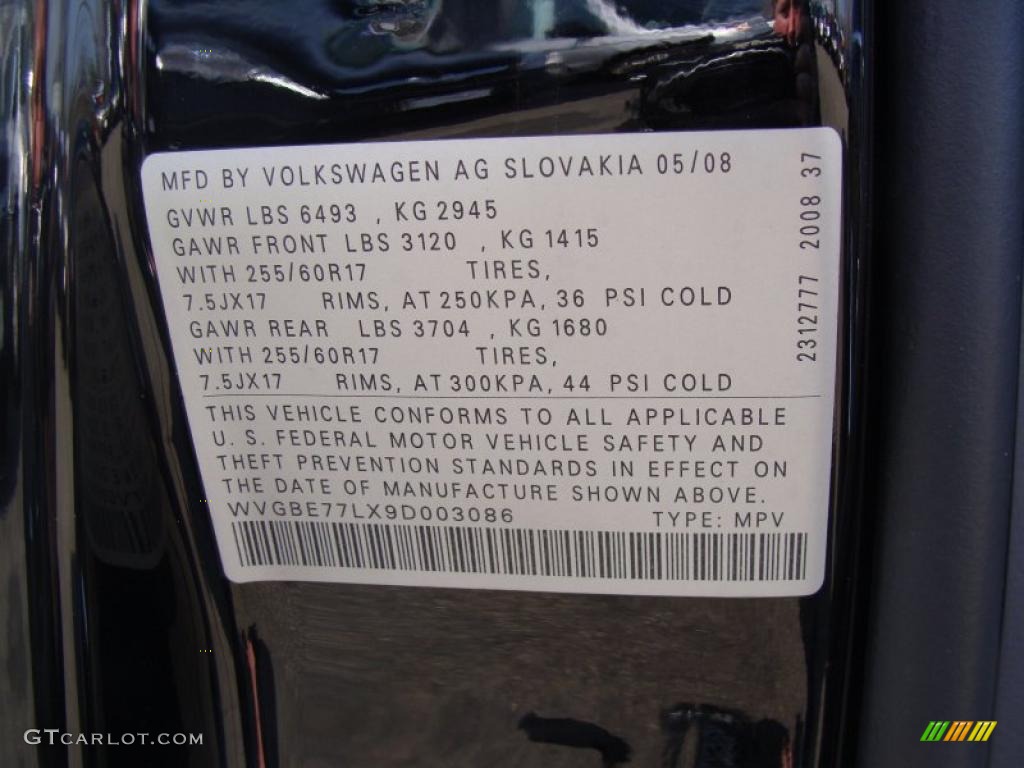 MFD BY VOLKSWAGEN AG SLOVAKIA 05/08
GVWR LBS 6493 , KG 2945
GAWR FRONT LBS 3120 , KG 1415
WITH 255/60R17 TIRES,
7.5JX17 RIMS, AT 250KPA, 36 PSI COLD
GAWR REAR LBS 3704 , KG 1680
WITH 255/60R17 TIRES,
7.5JX17 RIMS, AT 300KPA, 44 PSI COLD
THIS VEHICLE CONFORMS TO ALL APPLICABLE
U. S. FEDERAL MOTOR VEHICLE SAFETY AND
THEFT PREVENTION STANDARDS IN EFFECT ON
THE DATE OF MANUFACTURE SHOWN ABOVE.
WVGBE77LX9D003086 TYPE: MPV
2312777 2008 37
GTCARLOT.COM